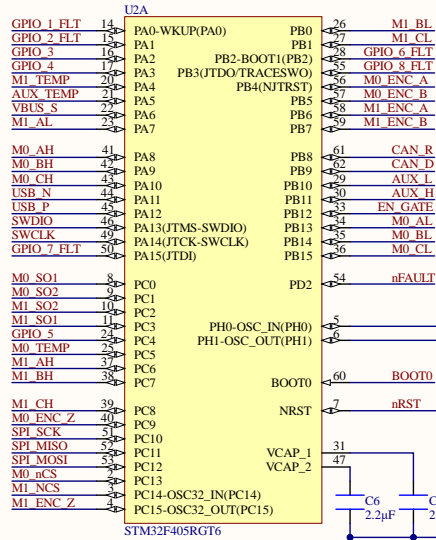 U2A
GPIO_1_FLT 14 PA0-WKUP(PA0) PB0 26 M1_BL
GPIO_2_FLT 15 PA1 PB1 27 M1_CL
GPIO_3 16 PA2 PB2-BOOT1(PB2) 28 GPIO_6_FLT
GPIO_4 17 PA3 PB3(JTDO/TRACESWO) 55 GPIO_8_FLT
M1_TEMP 20 PA4 PB4(NJTRST) 56 M0_ENC_A
AUX_TEMP 21 PA5 PB5 57 M0_ENC_B
VBUS_S 22 PA6 PB6 58 M1_ENC_A
M1_AL 23 PA7 PB7 59 M1_ENC_B
M0_AH 41 PA8 PB8 61 CAN_R
M0_BH 42 PA9 PB9 62 CAN_D
M0_CH 43 PA10 PB10 29 AUX_L
USB_N 44 PA11 PB11 30 AUX_H
USB_P 45 PA12 PB12 33 EN_GATE
SWDIO 46 PA13(JTMS-SWDIO) PB13 34 M0_AL
SWCLK 49 PA14(JTCK-SWCLK) PB14 35 M0_BL
GPIO_7_FLT 50 PA15(JTDI) PB15 36 M0_CL
M0_SO1 8 PC0 PD2 54 nFAULT
M0_SO2 9 PC1
M1_SO2 10 PC2
M1_SO1 11 PC3 PH0-OSC_IN(PH0) 5
GPIO_5 24 PC4 PH1-OSC_OUT(PH1) 6
M0_TEMP 25 PC5
M1_AH 37 PC6
M1_BH 38 PC7 BOOT0 60 BOOT0
M1_CH 39 PC8 NRST 7 nRST
M0_ENC_Z 40 PC9
SPI_SCK 51 PC10
SPI_MISO 52 PC11 VCAP_1 31
SPI_MOSI 53 PC12 VCAP_2 47
M0_nCS 2 PC13
M1_NCS 3 PC14-OSC32_IN(PC14)
M1_ENC_Z 4 PC15-OSC32_OUT(PC15)
C6
2.2µF
STM32F405RGT6